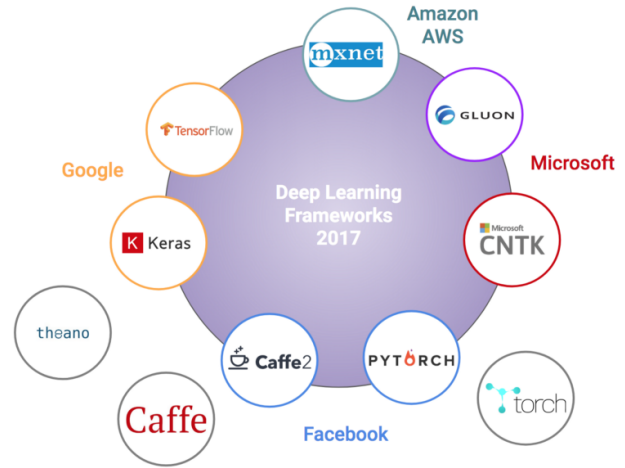 Amazon
AWS
mxnet
TensorFlow
GLUON
Google
Microsoft
Deep Learning
Frameworks
2017
K Keras
Microsoft
CNTK
theano
Caffe2
PYTORCH
Caffe
torch
Facebook